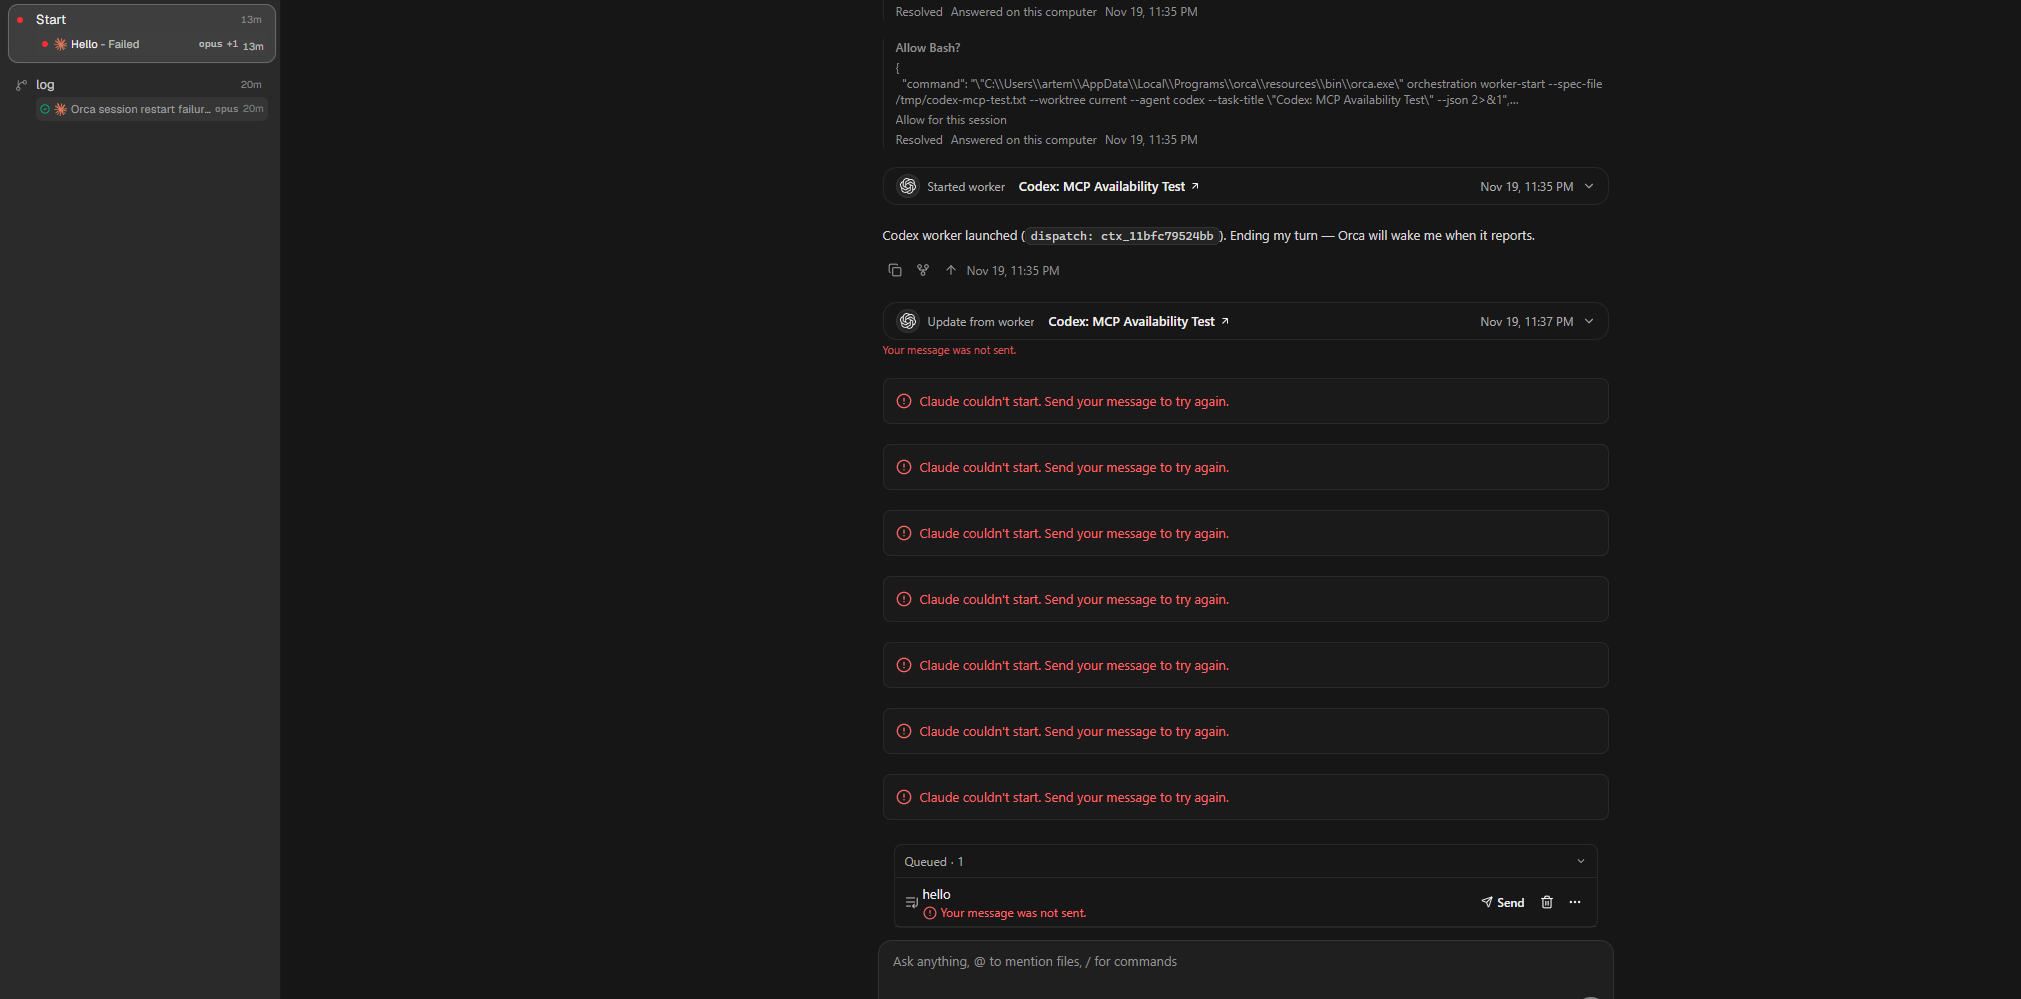 Start 13m
Hello - Failed opus +1 13m
log 20m
Orca session restart failur... opus 20m
Resolved Answered on this computer Nov 19, 11:35 PM
Allow Bash?
{
"command": "\"C:\\Users\\artem\\AppData\\Local\\Programs\\orca\\resources\\bin\\orca.exe\" orchestration worker-start --spec-file
/tmp/codex-mcp-test.txt --worktree current --agent codex --task-title \"Codex: MCP Availability Test\" --json 2>&1",...
Allow for this session
Resolved Answered on this computer Nov 19, 11:35 PM
Started worker Codex: MCP Availability Test Nov 19, 11:35 PM
Codex worker launched (dispatch: ctx_11bfc79524bb). Ending my turn — Orca will wake me when it reports.
Nov 19, 11:35 PM
Update from worker Codex: MCP Availability Test Nov 19, 11:37 PM
Your message was not sent.
Claude couldn't start. Send your message to try again.
Claude couldn't start. Send your message to try again.
Claude couldn't start. Send your message to try again.
Claude couldn't start. Send your message to try again.
Claude couldn't start. Send your message to try again.
Claude couldn't start. Send your message to try again.
Claude couldn't start. Send your message to try again.
Queued · 1
hello
Your message was not sent. Send
Ask anything, @ to mention files, / for commands